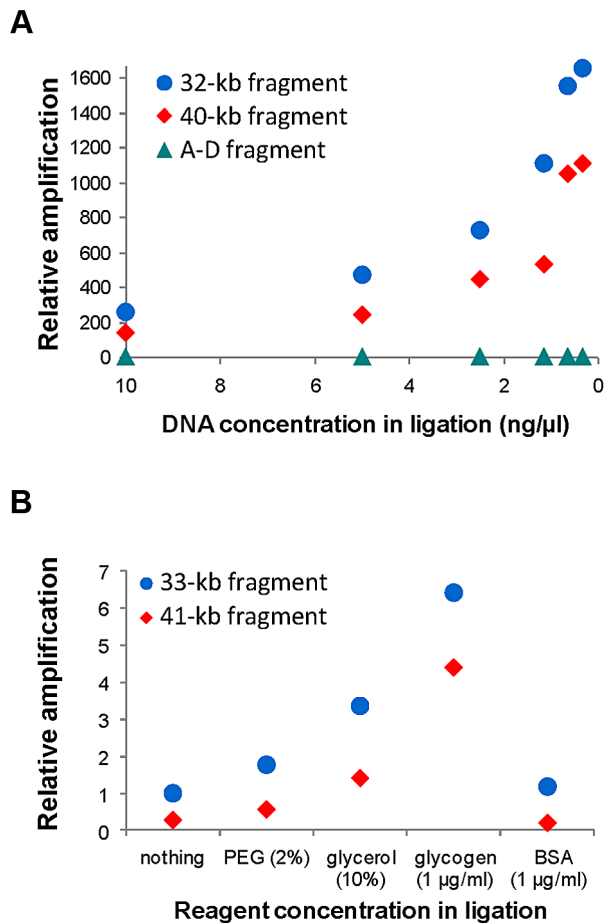 A
Relative amplification
1600
1400
1200
1000
800
600
400
200
0
32-kb fragment
40-kb fragment
A-D fragment
10
8
6
4
2
0
DNA concentration in ligation (ng/µl)
B
Relative amplification
7
6
5
4
3
2
1
0
33-kb fragment
41-kb fragment
nothing
PEG (2%)
glycerol
(10%)
glycogen
(1 µg/ml)
BSA
(1 µg/ml)
Reagent concentration in ligation